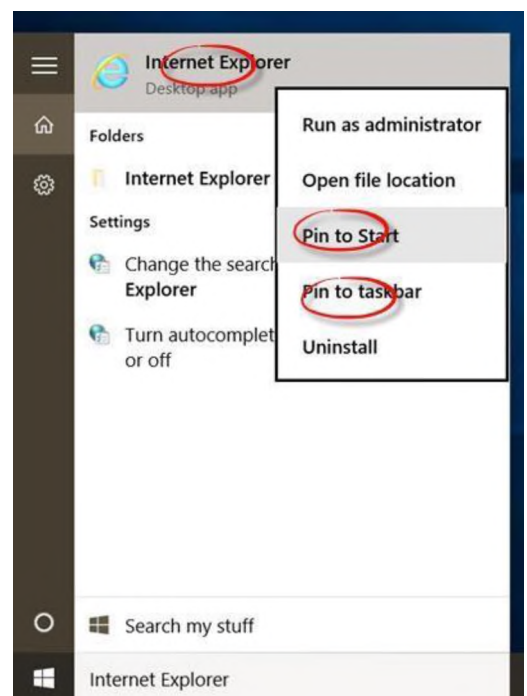 Internet Explorer
Desktop app
Run as administrator
Folders
Internet Explorer
Open file location
Settings
Pin to Start
Change the search
Explorer
Pin to taskbar
Turn autocomplet
or off
Uninstall
Search my stuff
Internet Explorer